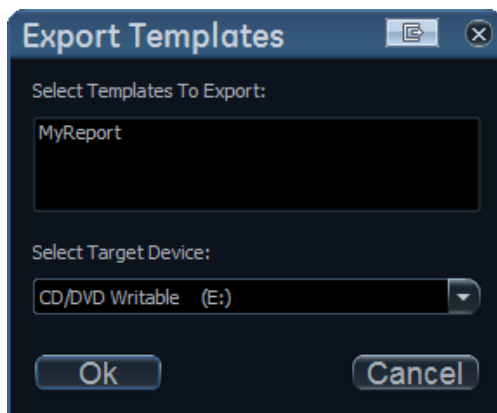 Export Templates
Select Templates To Export:
MyReport
Select Target Device:
CD/DVD Writable (E:)
Ok Cancel